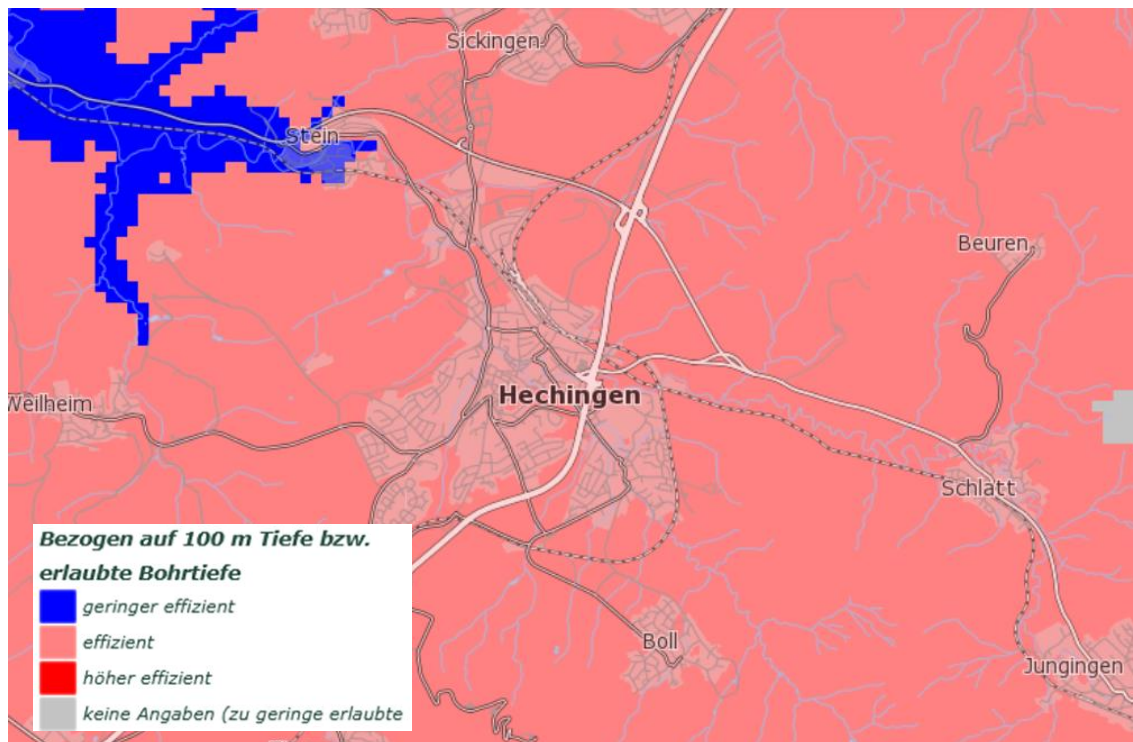 Sickingen
Stein
Beuren
Hechingen
Weilheim
Schlatt
Boll
Jungingen
Bezogen auf 100 m Tiefe bzw.
erlaubte Bohrtiefe
geringer effizient
effizient
höher effizient
keine Angaben (zu geringe erlaubte